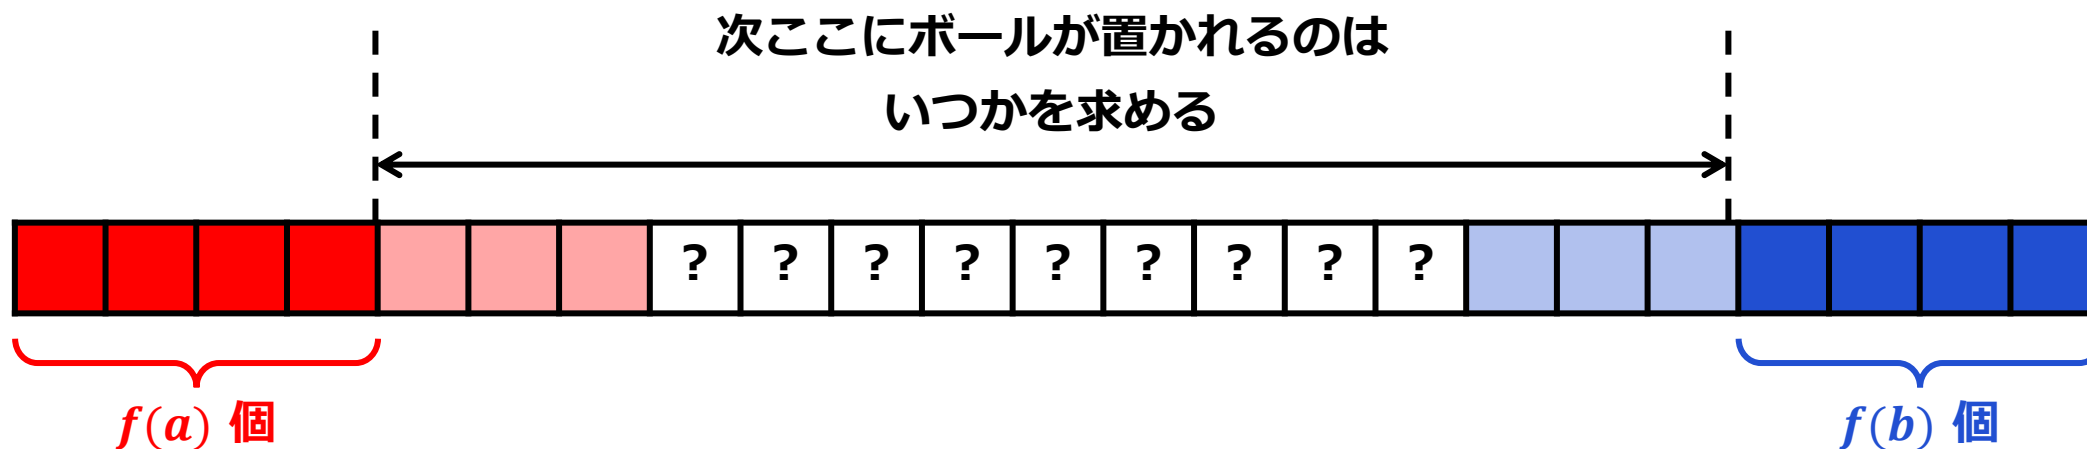 次ここにボールが置かれるのは
いつかを求める
? ? ? ? ? ? ? ? ?
f(a) 個
f(b) 個